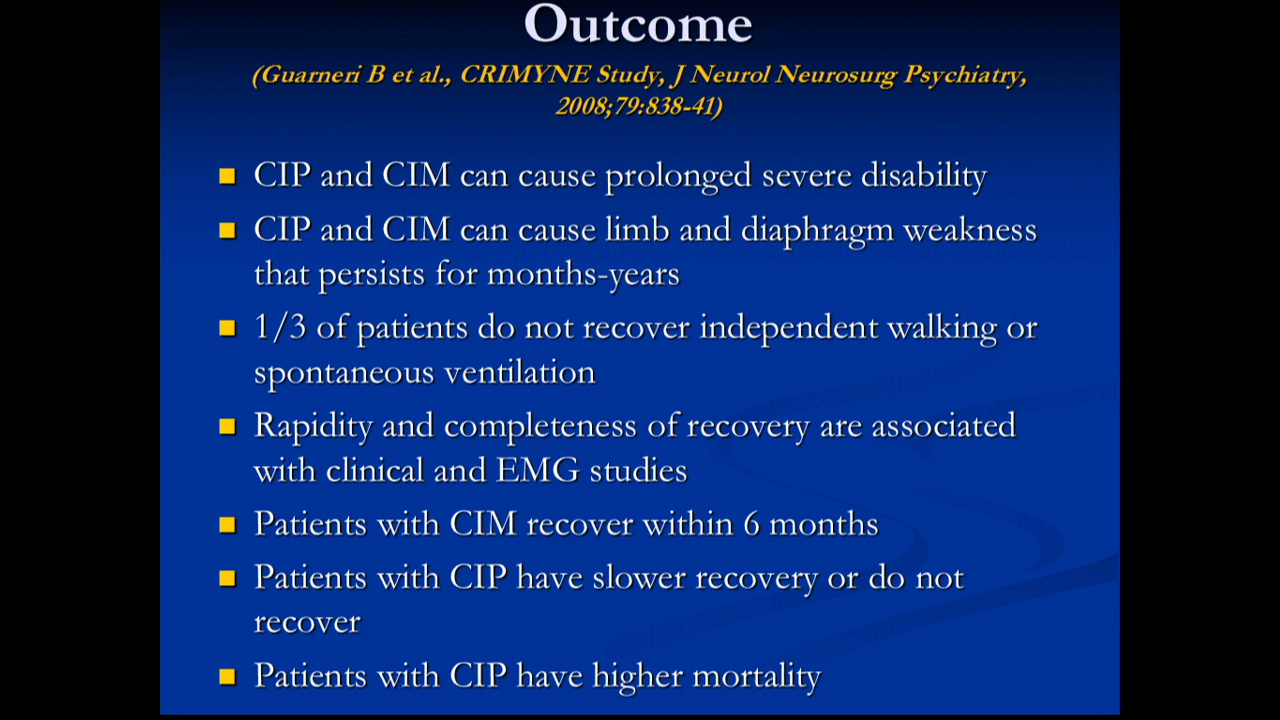 Outcome
(Guarneri B et al., CRIMYNE Study, J Neurol Neurosurg Psychiatry,
2008;79:838-41)
CIP and CIM can cause prolonged severe disability
CIP and CIM can cause limb and diaphragm weakness
that persists for months-years
1/3 of patients do not recover independent walking or
spontaneous ventilation
Rapidity and completeness of recovery are associated
with clinical and EMG studies
Patients with CIM recover within 6 months
Patients with CIP have slower recovery or do not
recover
Patients with CIP have higher mortality